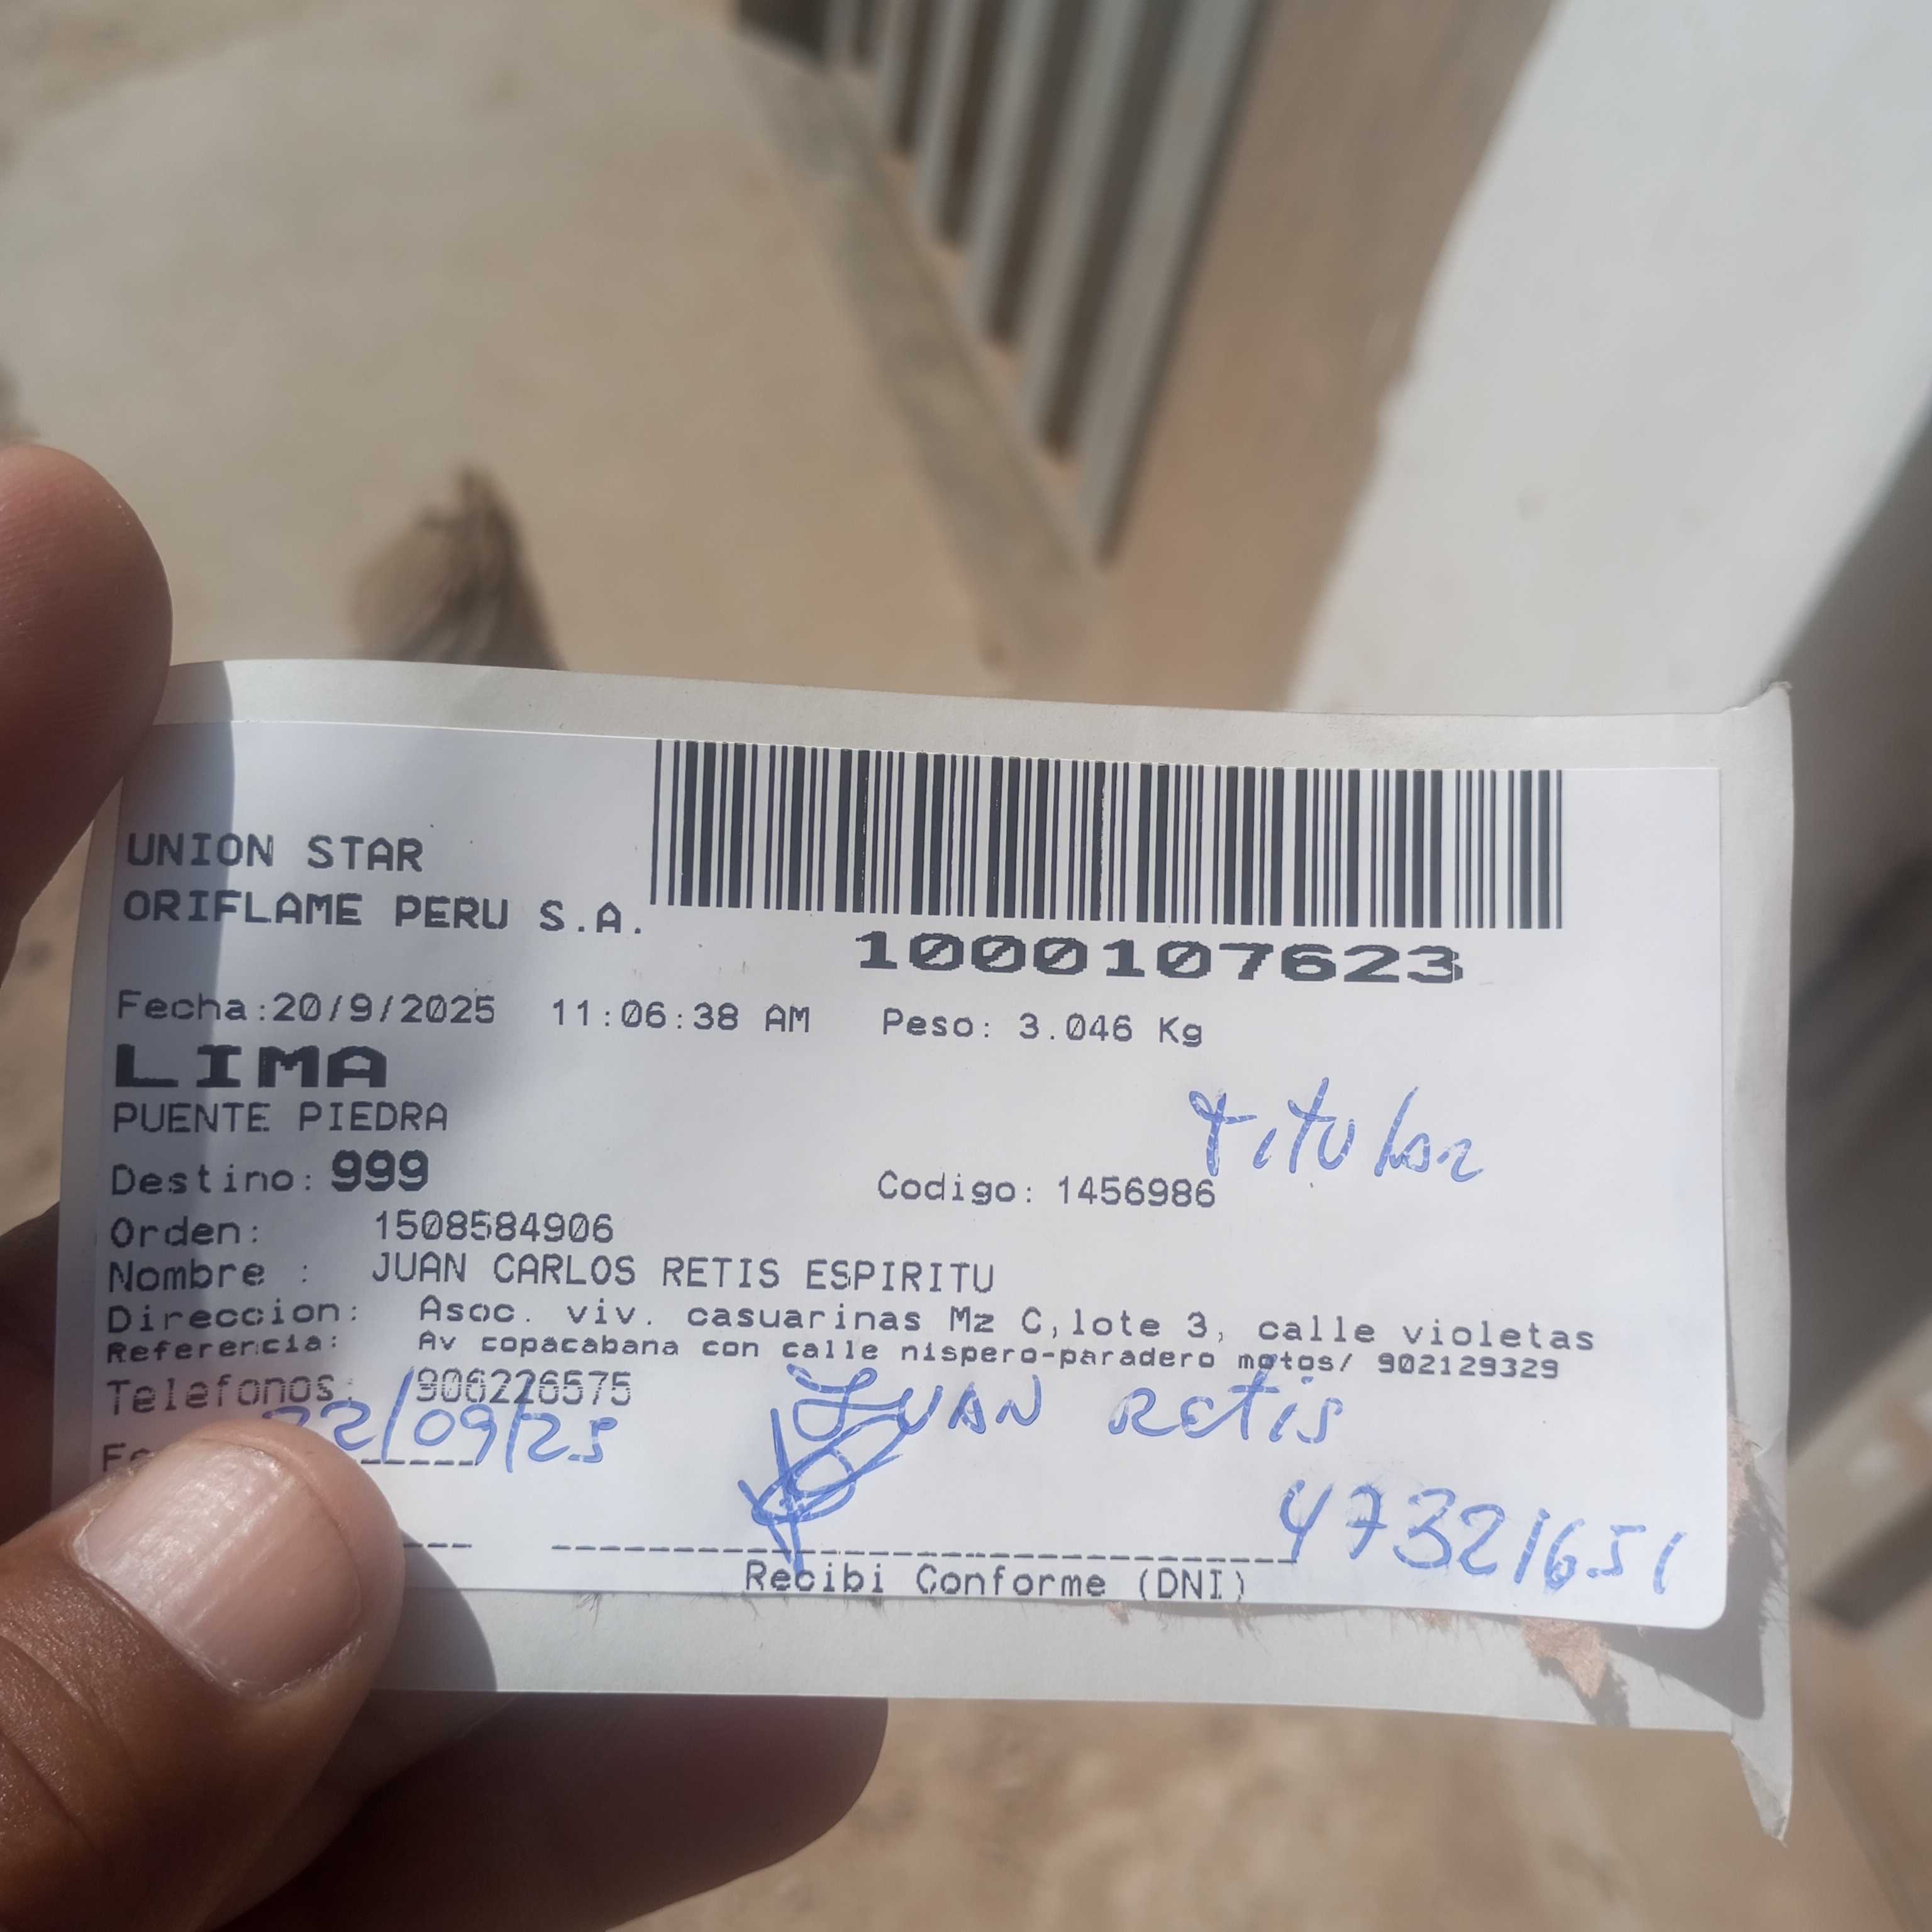 UNION STAR
ORIFLAME PERU S.A.
1000107623
Fecha:20/9/2025 11:06:38 AM Peso: 3.046 Kg
LIMA
PUENTE PIEDRA
titular
Destino: 999 Codigo: 1456986
Orden: 1508584906
Nombre : JUAN CARLOS RETIS ESPIRITU
Direccion: Asoc. viv. casuarinas Mz C,lote 3, calle violetas
Referencia: Av copacabana con calle nispero-paradero motos/ 902129329
Telefonos: 906226575
22/09/25 JUAN Retis
47321651
Recibi Conforme (DNI)